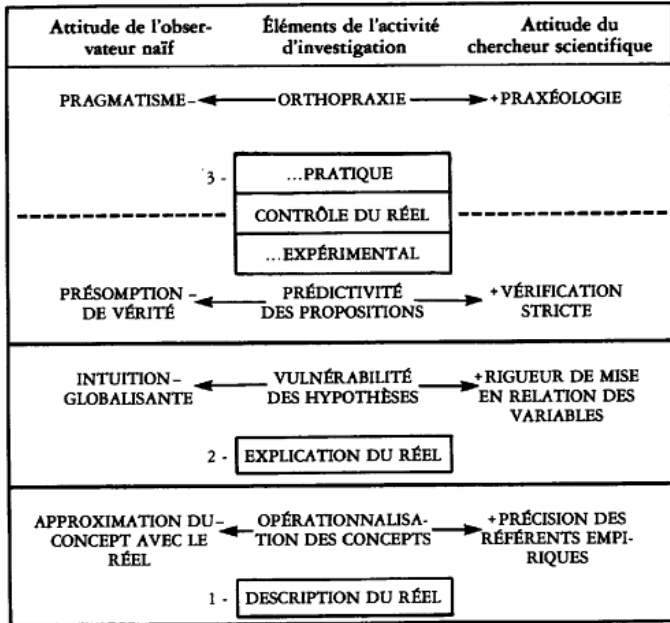 Attitude de l'obser-
vateur naïf
Éléments de l'activité
d'investigation
Attitude du
chercheur scientifique
PRAGMATISME– ORTHOPRAXIE +PRAXÉOLOGIE
3 - ...PRATIQUE
CONTRÔLE DU RÉEL
...EXPÉRIMENTAL
PRÉSOMPTION – PRÉDICTIVITÉ +VÉRIFICATION
DE VÉRITÉ DES PROPOSITIONS STRICTE
INTUITION– VULNÉRABILITÉ +RIGUEUR DE MISE
GLOBALISANTE DES HYPOTHÈSES EN RELATION DES
VARIABLES
2 - EXPLICATION DU RÉEL
APPROXIMATION DU– OPÉRATIONNALISA- +PRÉCISION DES
CONCEPT AVEC LE TION DES CONCEPTS RÉFÉRENTS EMPI-
RÉEL RIQUES
1 - DESCRIPTION DU RÉEL